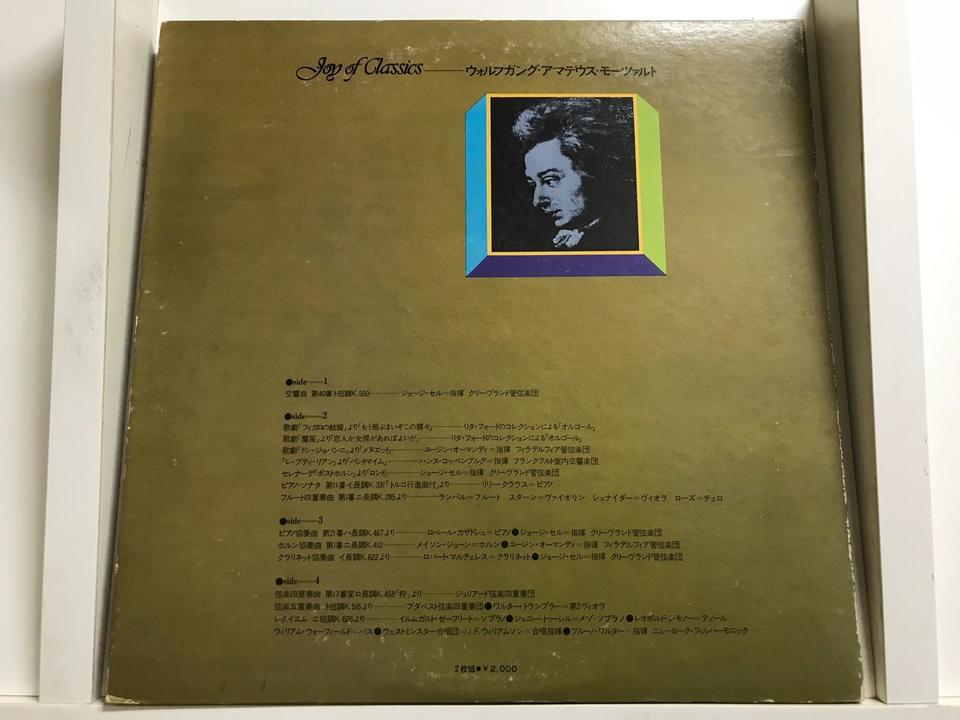 Joy of Classics——ウォルフガング・アマデウス・モーツァルト
●side——1
交響曲 第40番ト短調K.550————ジョージ・セル=指揮 クリーヴランド管弦楽団
●side——2
歌劇「フィガロの結婚」より「もう飛ぶまいぞこの蝶々」————リタ・フォードのコレクションによる「オルゴール」
歌劇「魔笛」より「恋人か女房があればよいが」————リタ・フォードのコレクションによる「オルゴール」
歌劇「ドン・ジョバンニ」より「メヌエット」————ユージン・オーマンディ=指揮 フィラデルフィア管弦楽団
「レ・プティ・リアン」より「パントマイム」————ハンス・コッペンブルグ=指揮 フランクフルト室内交響楽団
セレナーデ「ポストホルン」より「ロンド」————ジョージ・セル=指揮 クリーヴランド管弦楽団
ピアノ・ソナタ 第11番イ長調K.331「トルコ行進曲付」より————リリー・クラウス=ピアノ
フルート四重奏曲 第1番ニ長調K.285より————ランパル=フルート スターン=ヴァイオリン シュナイダー=ヴィオラ ローズ=チェロ
●side——3
ピアノ協奏曲 第21番ハ長調K.467より————ロベール・カザドシュ=ピアノ●ジョージ・セル=指揮 クリーヴランド管弦楽団
ホルン協奏曲 第1番ニ長調K.412————メイソン・ジョーン=ホルン●ユージン・オーマンディ=指揮 フィラデルフィア管弦楽団
クラリネット協奏曲 イ長調K.622より————ロバート・マルチェレス=クラリネット●ジョージ・セル=指揮 クリーヴランド管弦楽団
●side——4
弦楽四重奏曲 第17番変ロ長調K.458「狩」より————ジュリアード弦楽四重奏団
弦楽五重奏曲 ト短調K.516より————ブダペスト弦楽四重奏団●ワルター・トランプラー=第2ヴィオラ
レクイエム ニ短調K.626より————イルムガルト・ゼーフリート=ソプラノ●ジェニー・トゥーレル=メゾ・ソプラノ●レオポルド・シモノー=テノール
ウィリアム・ウォーフィールド=バス●ウェストミンスター合唱団=J.F.ウィリアムソン=合唱指揮●ブルーノ・ワルター=指揮 ニューヨーク・フィルハーモニック
2枚組●¥2,000